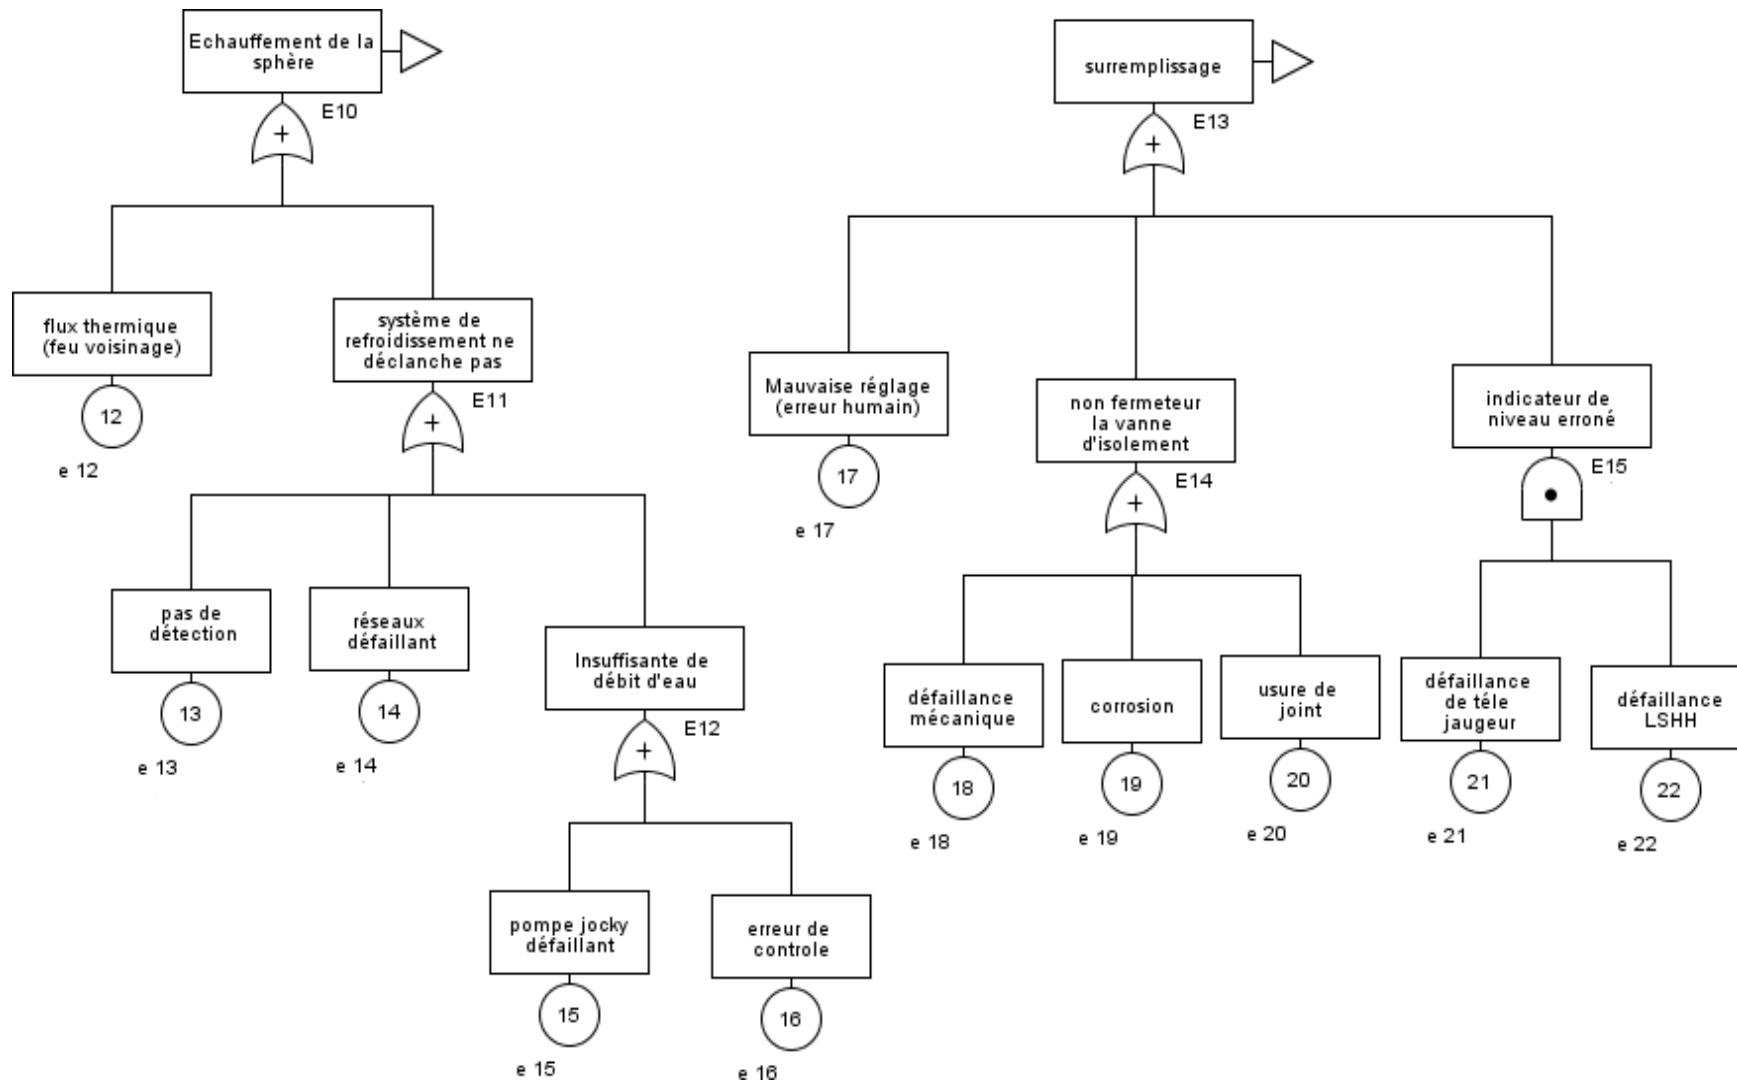 Echauffement de la
sphère
E10
+
flux thermique
(feu voisinage)
12
e 12
système de
refroidissement ne
déclanche pas
E11
+
pas de
détection
13
e 13
réseaux
défaillant
14
e 14
Insuffisante de
débit d'eau
E12
+
pompe jocky
défaillant
15
e 15
erreur de
controle
16
e 16
surremplissage
E13
+
Mauvaise réglage
(erreur humain)
17
e 17
non fermeteur
la vanne
d'isolement
E14
+
défaillance
mécanique
18
e 18
corrosion
19
e 19
usure de
joint
20
e 20
indicateur de
niveau erroné
E15
défaillance
de téle
jaugeur
21
e 21
défaillance
LSHH
22
e 22